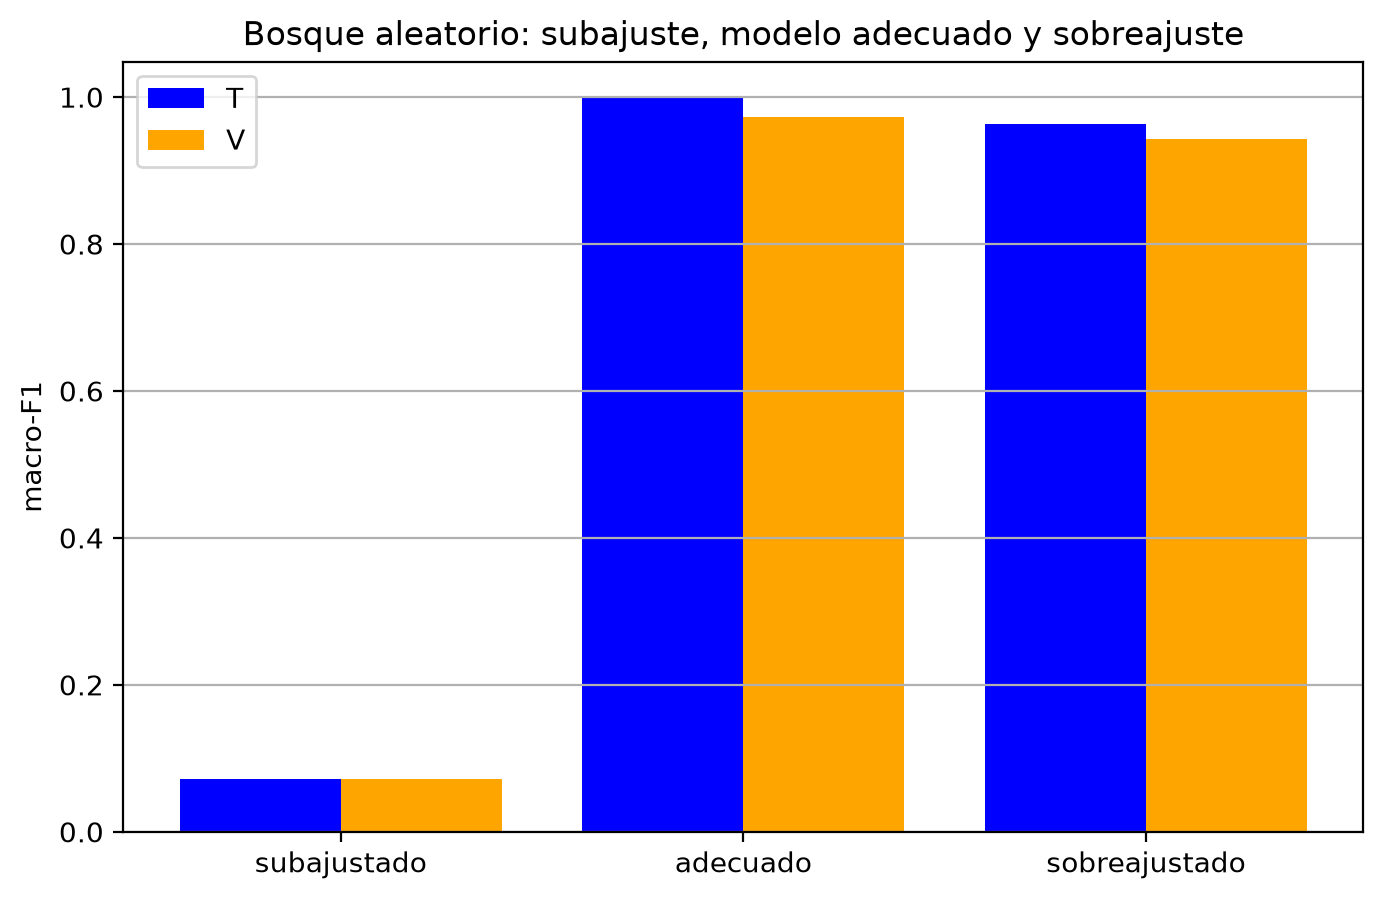 Bosque aleatorio: subajuste, modelo adecuado y sobreajuste
T
V
macro-F1
1.0
0.8
0.6
0.4
0.2
0.0
subajustado
adecuado
sobreajustado